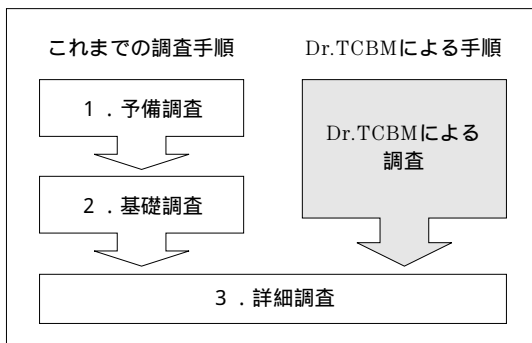 これまでの調査手順
Dr.TCBMによる手順
1．予備調査
Dr.TCBMによる
調査
2．基礎調査
3．詳細調査